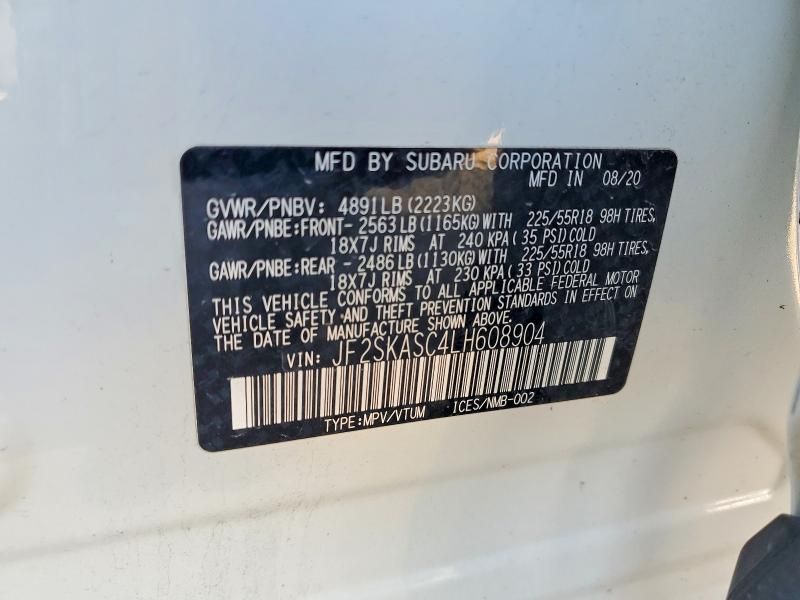 MFD BY SUBARU CORPORATION
MFD IN 08/20
GVWR/PNBV: 4891LB (2223KG)
GAWR/PNBE:FRONT- 2563 LB (1165KG) WITH 225/55R18 98H TIRES,
18X7J RIMS AT 240 KPA ( 35 PSI) COLD
GAWR/PNBE:REAR - 2486 LB (1130KG) WITH 225/55R18 98H TIRES,
18X7J RIMS AT 230 KPA ( 33 PSI) COLD
THIS VEHICLE CONFORMS TO ALL APPLICABLE FEDERAL MOTOR
VEHICLE SAFETY AND THEFT PREVENTION STANDARDS IN EFFECT ON
THE DATE OF MANUFACTURE SHOWN ABOVE.
VIN: JF2SKASC4LH608904
TYPE:MPV/VTUM ICES/NMB-002